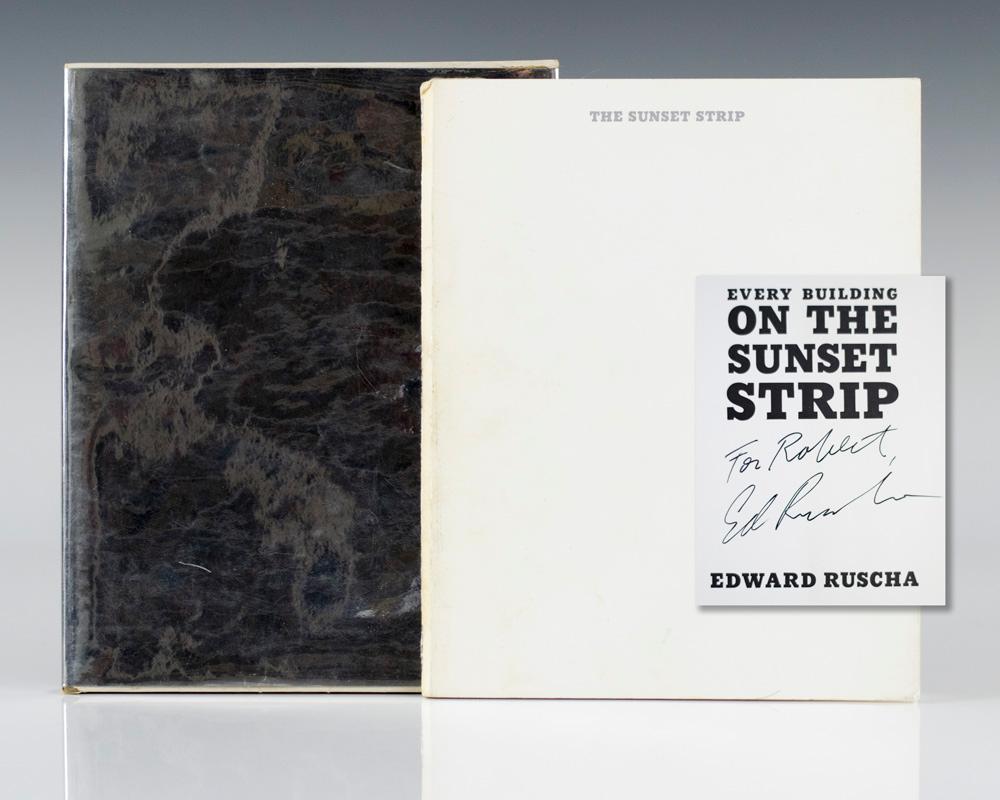 THE SUNSET STRIP
EVERY BUILDING
ON THE
SUNSET
STRIP
For Robert,
Ed Ruscha
EDWARD RUSCHA